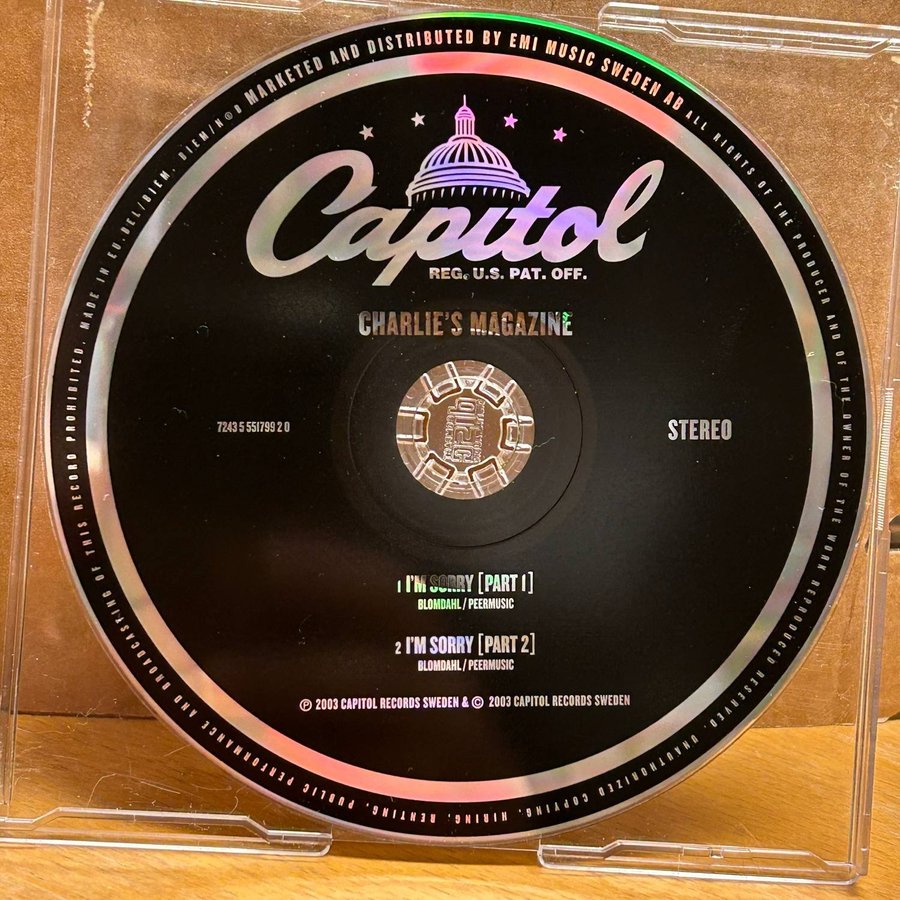 MARKETED AND DISTRIBUTED BY EMI MUSIC SWEDEN AB ALL RIGHTS OF THE PRODUCER AND OF THE OWNER OF THE WORK REPRODUCED RESERVED. UNAUTHORIZED COPYING, HIRING, RENTING, PUBLIC PERFORMANCE AND BROADCASTING OF THIS RECORD PROHIBITED. MADE IN EU.
Capitol
REG. U.S. PAT. OFF.
CHARLIE'S MAGAZINE
7243 5 551799 2 0
STEREO
1 I'M SORRY [PART 1]
BLOMDAHL / PEERMUSIC
2 I'M SORRY [PART 2]
BLOMDAHL / PEERMUSIC
Ⓟ 2003 CAPITOL RECORDS SWEDEN & © 2003 CAPITOL RECORDS SWEDEN